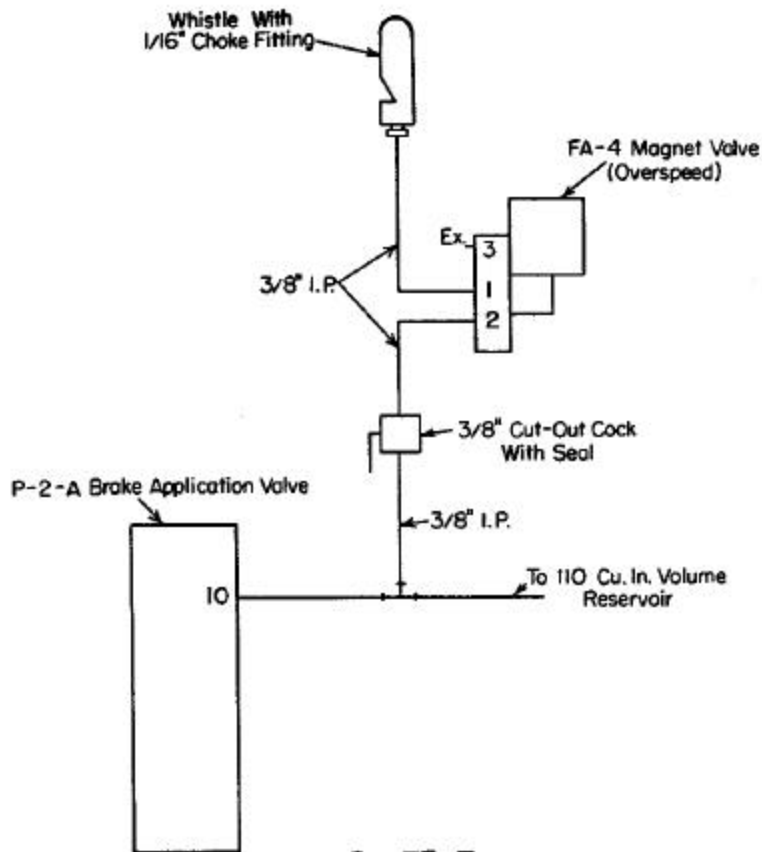 Whistle With
1/16" Choke Fitting
FA-4 Magnet Valve
(Overspeed)
Ex.
3
3/8" I.P.
1
2
3/8" Cut-Out Cock
With Seal
P-2-A Brake Application Valve
3/8" I.P.
10
To 110 Cu. In. Volume
Reservoir